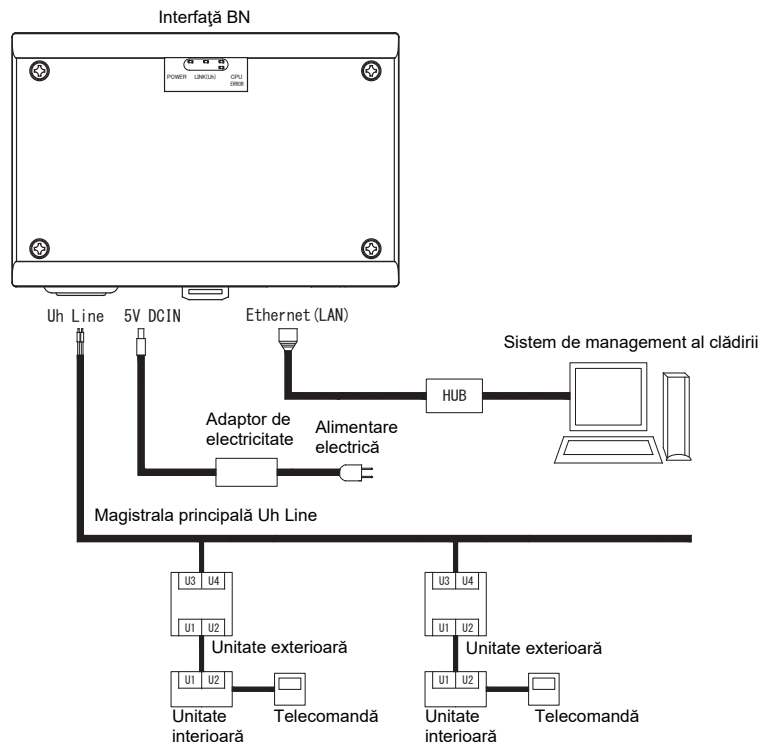 Interfaţă BN
POWER LINK(Uh) CPU
ERROR
Uh Line 5V DCIN Ethernet(LAN)
Sistem de management al clădirii
HUB
Adaptor de
electricitate
Alimentare
electrică
Magistrala principală Uh Line
U3 U4
U3 U4
U1 U2
U1 U2
Unitate exterioară
Unitate exterioară
U1 U2
U1 U2
Unitate
interioară
Telecomandă
Unitate
interioară
Telecomandă